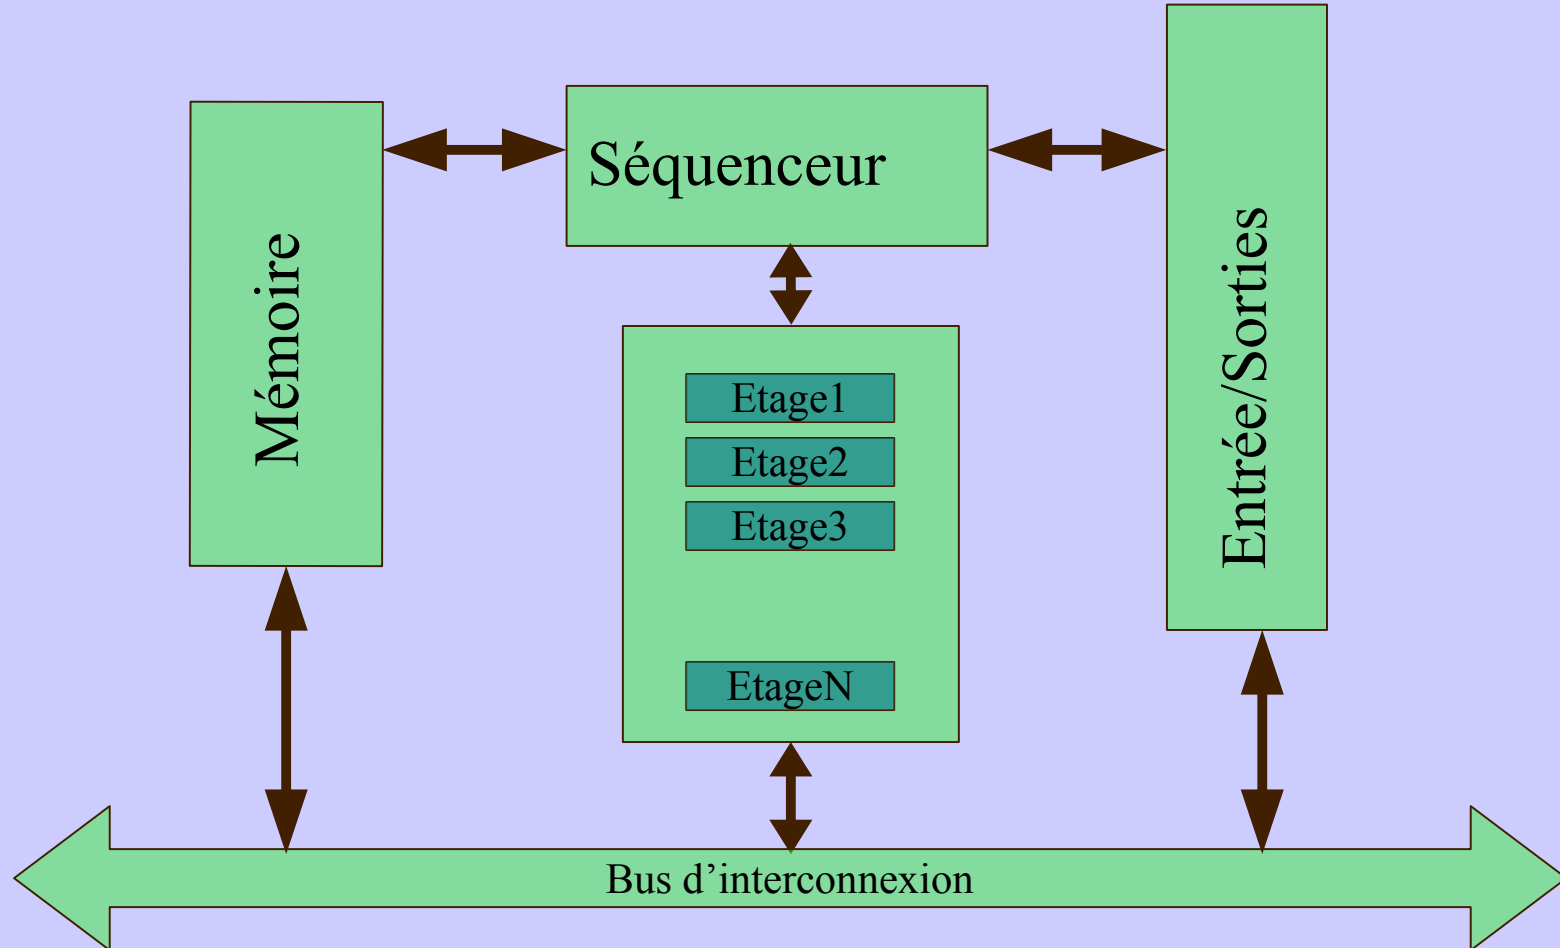 Séquenceur
Mémoire
Entrée/Sorties
Etage1
Etage2
Etage3
EtageN
Bus d’interconnexion